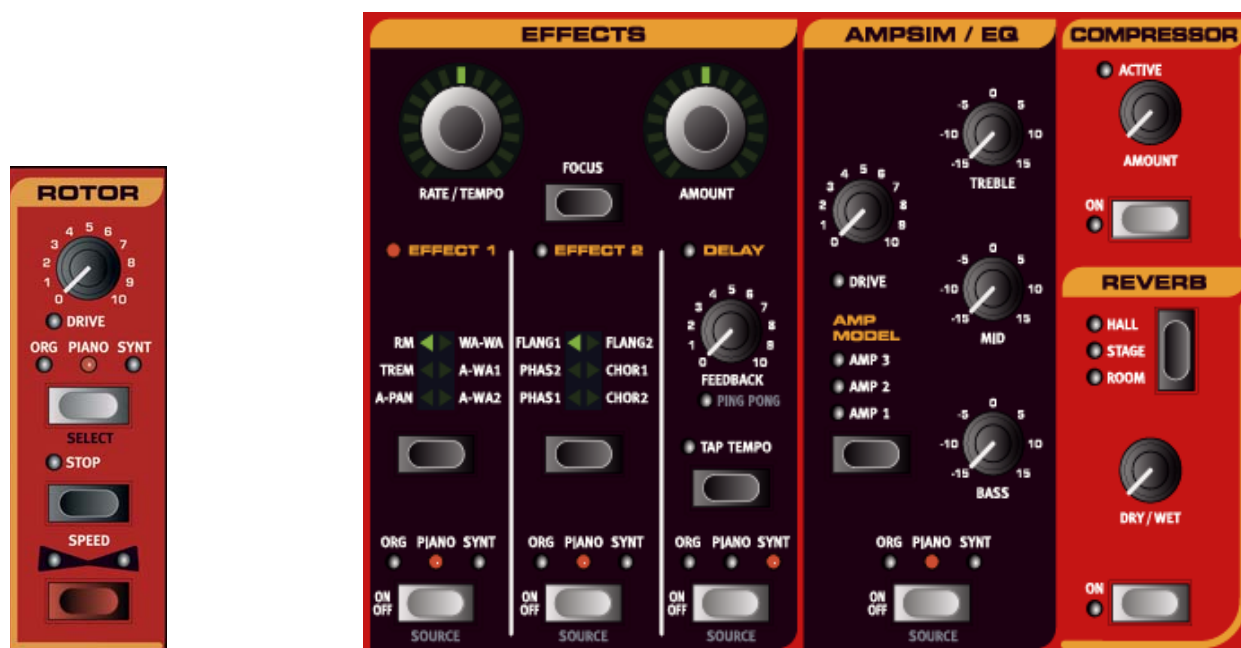 ROTOR
4 5 6
3 7
2 8
1 9
0 10
DRIVE
ORG PIANO SYNT
SELECT
STOP
SPEED
EFFECTS
RATE / TEMPO
FOCUS
AMOUNT
EFFECT 1
RM WA-WA
TREM A-WA1
A-PAN A-WA2
ORG PIANO SYNT
ON
OFF
SOURCE
EFFECT 2
FLANG1 FLANG2
PHAS2 CHOR1
PHAS1 CHOR2
ORG PIANO SYNT
ON
OFF
SOURCE
DELAY
4 5 6
3 7
2 8
1 9
0 10
FEEDBACK
PING PONG
TAP TEMPO
ORG PIANO SYNT
SOURCE
ON
OFF
AMPSIM / EQ
4 5 6
3 7
2 8
1 9
0 10
DRIVE
AMP
MODEL
AMP 3
AMP 2
AMP 1
0
-5 5
-10 10
-15 15
TREBLE
0
-5 5
-10 10
-15 15
MID
0
-5 5
-10 10
-15 15
BASS
ORG PIANO SYNT
ON
OFF
SOURCE
COMPRESSOR
ACTIVE
AMOUNT
ON
REVERB
HALL
STAGE
ROOM
DRY / WET
ON